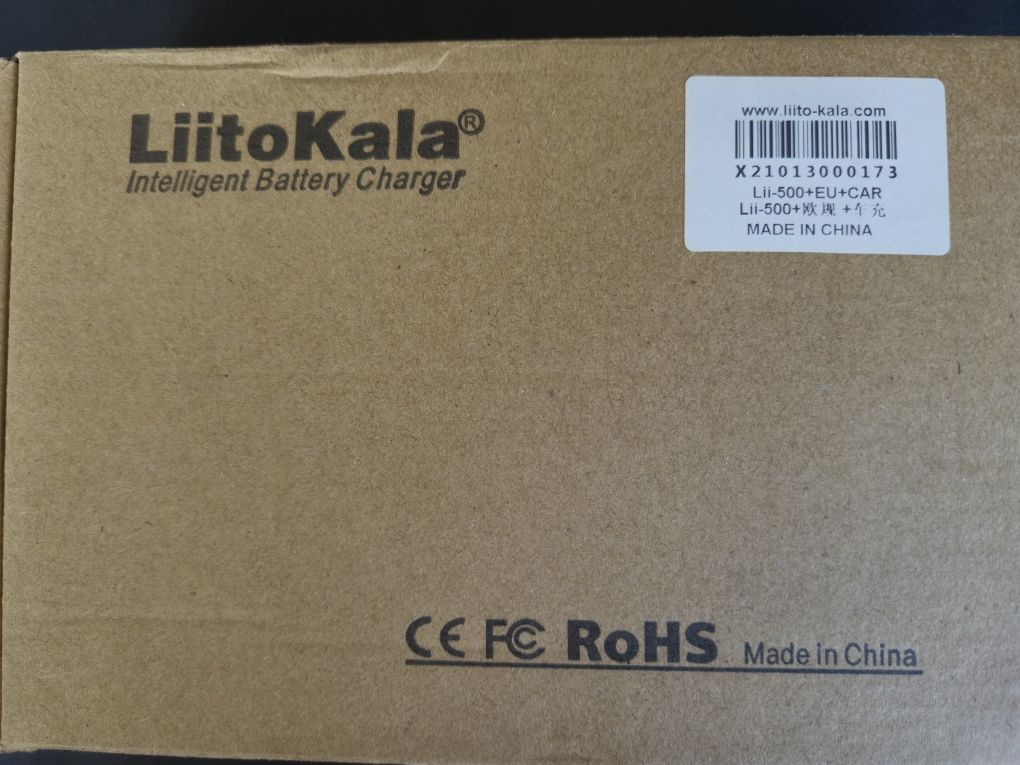 LiitoKala®
Intelligent Battery Charger
www.liito-kala.com
X21013000173
Lii-500+EU+CAR
Lii-500+欧规+车充
MADE IN CHINA
CE FC RoHS Made in China